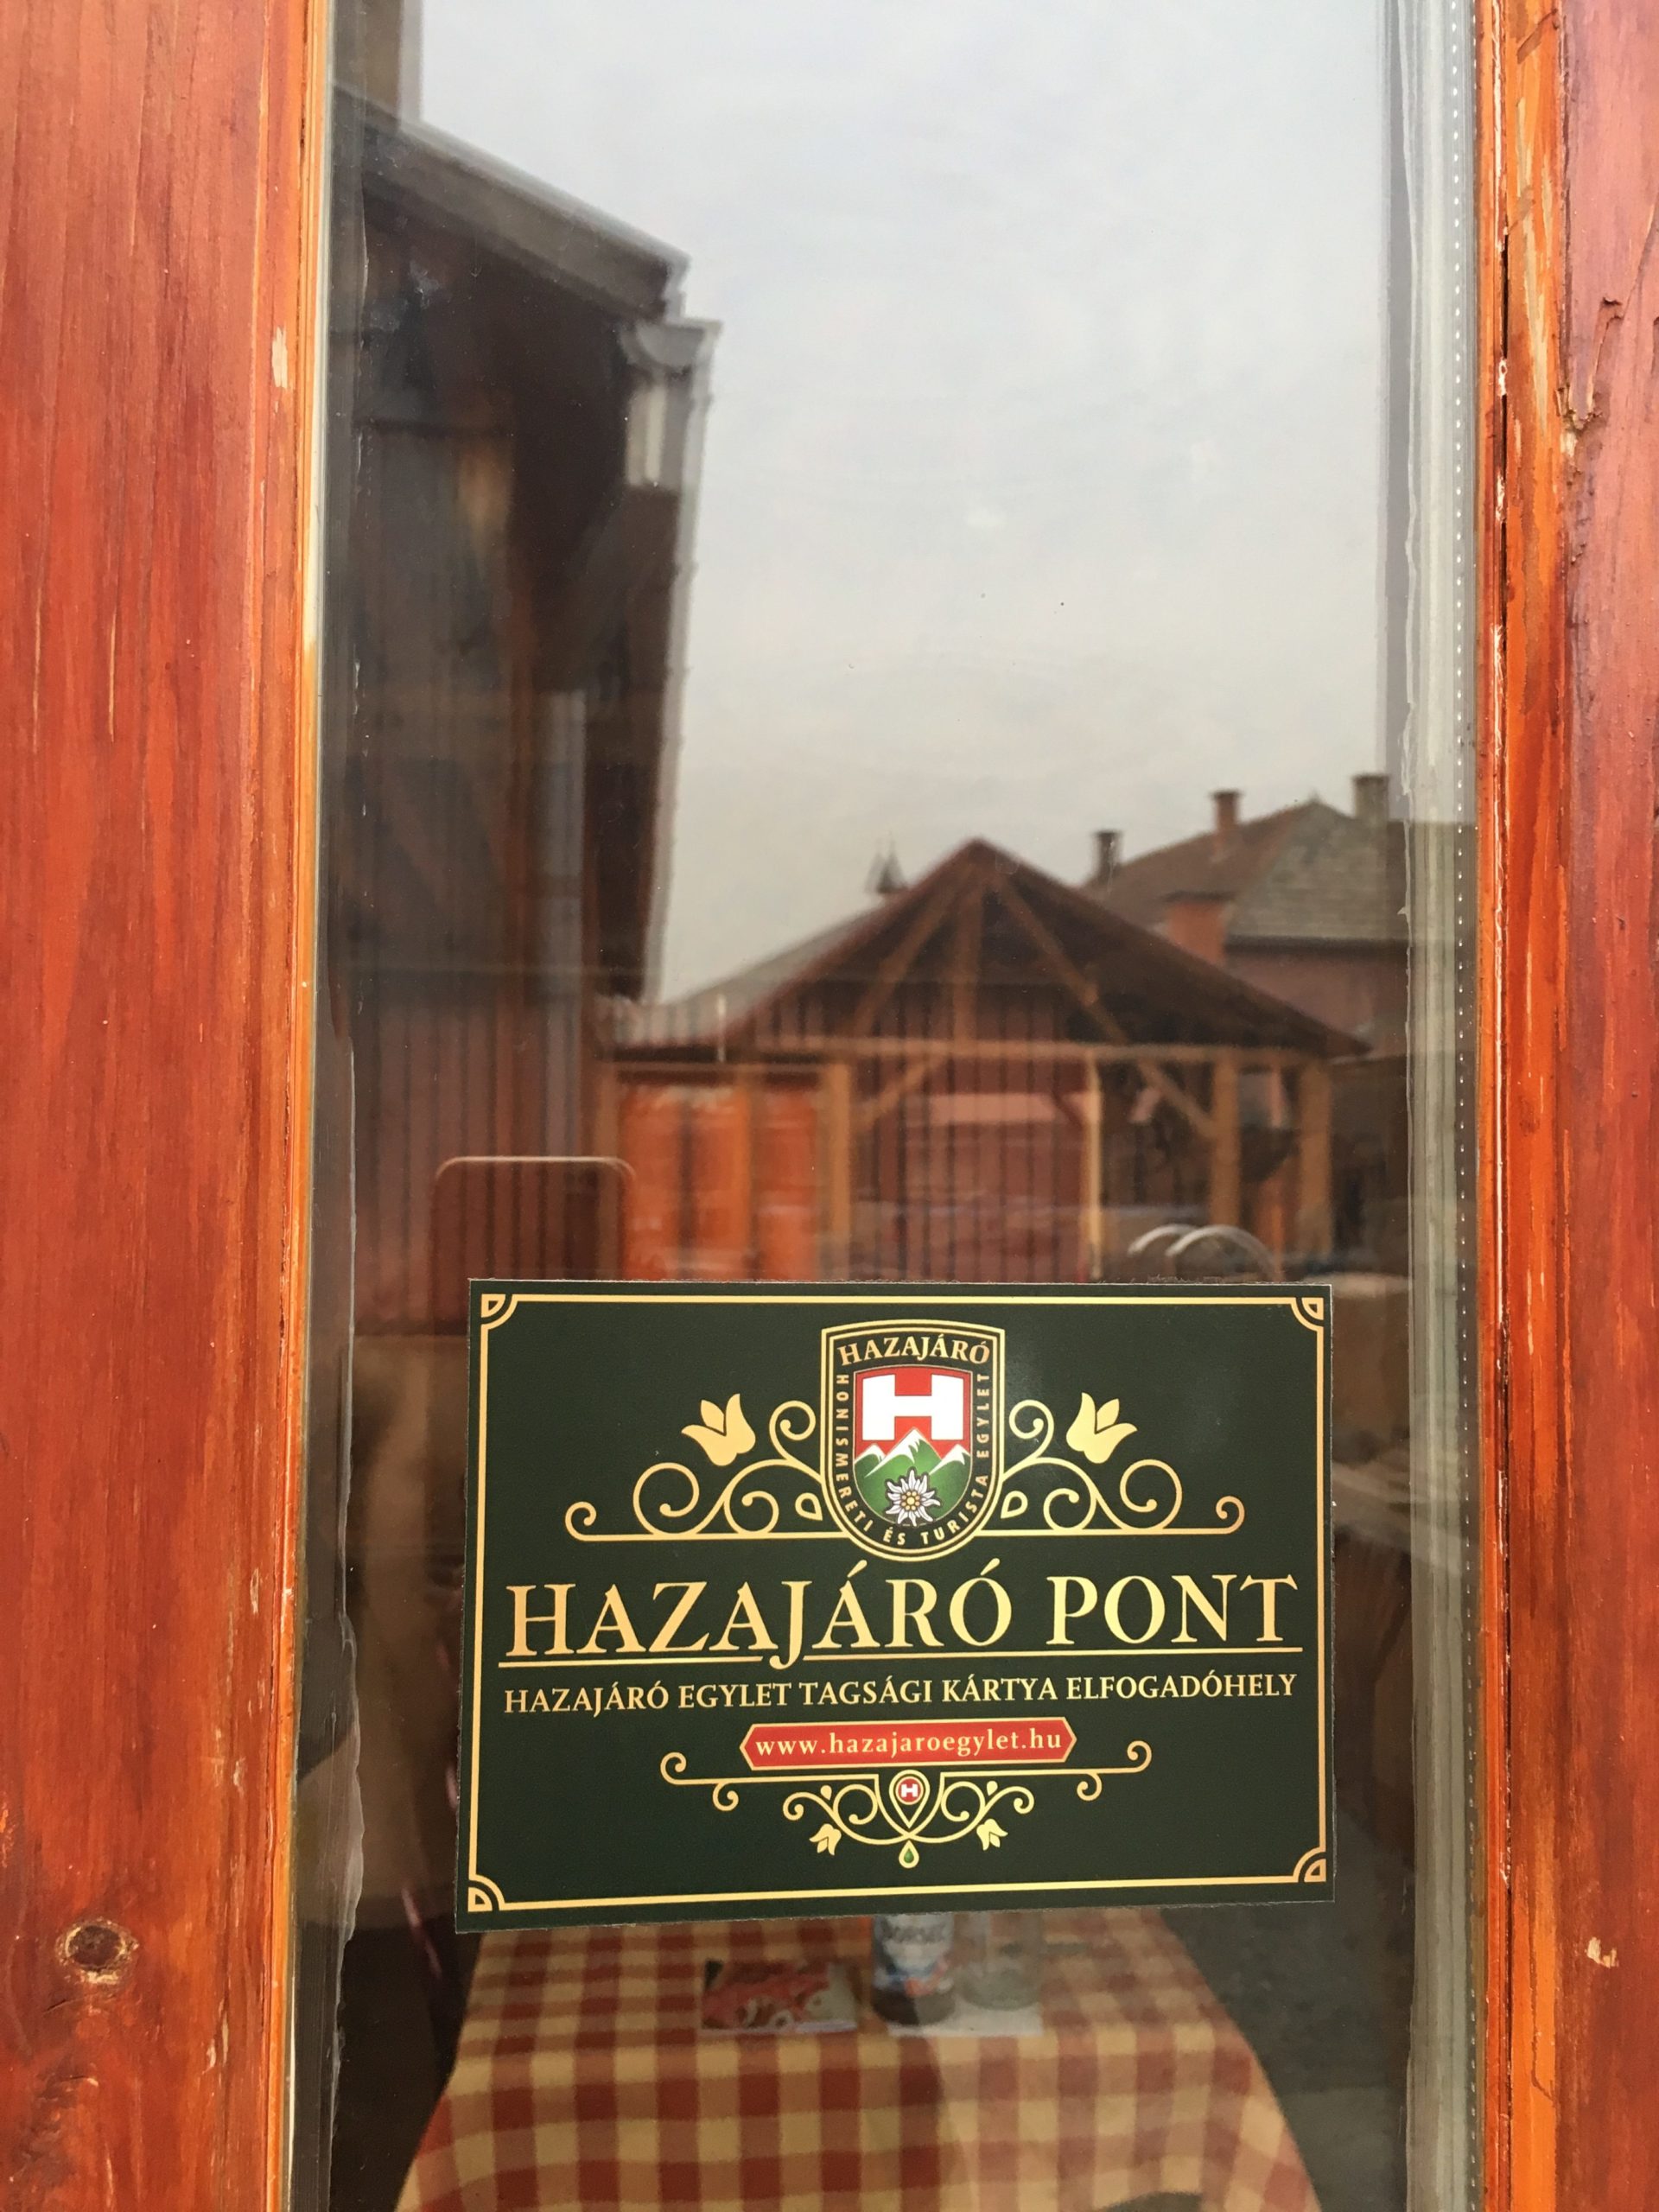 HAZAJÁRÓ
HONISMERETI ÉS TURISTA EGYLET
H
HAZAJÁRÓ PONT
HAZAJÁRÓ EGYLET TAGSÁGI KÁRTYA ELFOGADÓHELY
www.hazajaroegylet.hu
H